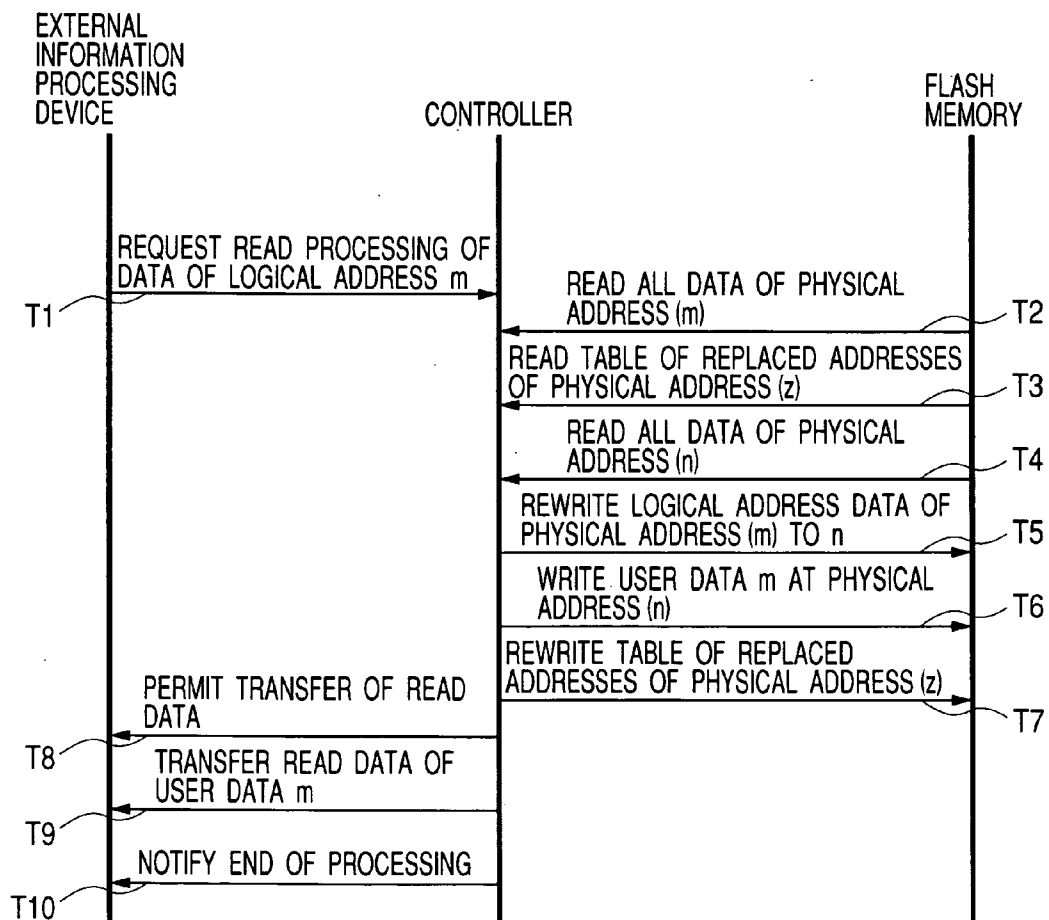 EXTERNAL
INFORMATION
PROCESSING
DEVICE
CONTROLLER
FLASH
MEMORY
REQUEST READ PROCESSING OF
DATA OF LOGICAL ADDRESS m
T1
READ ALL DATA OF PHYSICAL
ADDRESS (m)
T2
READ TABLE OF REPLACED ADDRESSES
OF PHYSICAL ADDRESS (z)
T3
READ ALL DATA OF PHYSICAL
ADDRESS (n)
T4
REWRITE LOGICAL ADDRESS DATA OF
PHYSICAL ADDRESS (m) TO n
T5
WRITE USER DATA m AT PHYSICAL
ADDRESS (n)
T6
REWRITE TABLE OF REPLACED
ADDRESSES OF PHYSICAL ADDRESS (z)
T7
PERMIT TRANSFER OF READ
DATA
T8
TRANSFER READ DATA OF
USER DATA m
T9
NOTIFY END OF PROCESSING
T10